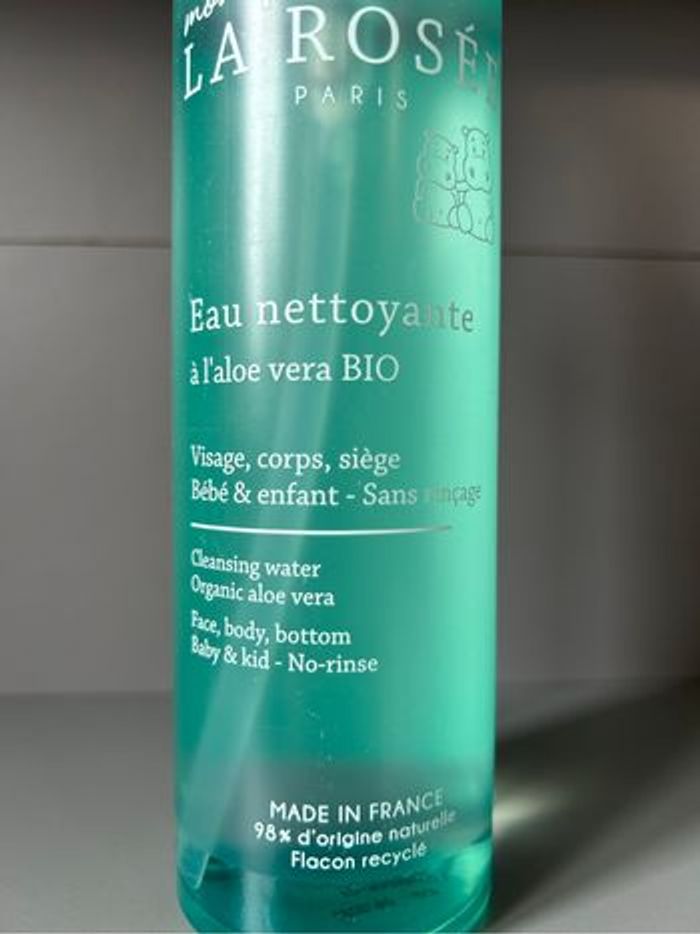 LA ROSÉE
PARIS
Eau nettoyante
à l'aloe vera BIO
Visage, corps, siège
Bébé & enfant - Sans rinçage
Cleansing water
Organic aloe vera
Face, body, bottom
Baby & kid - No-rinse
MADE IN FRANCE
98% d'origine naturelle
Flacon recyclé